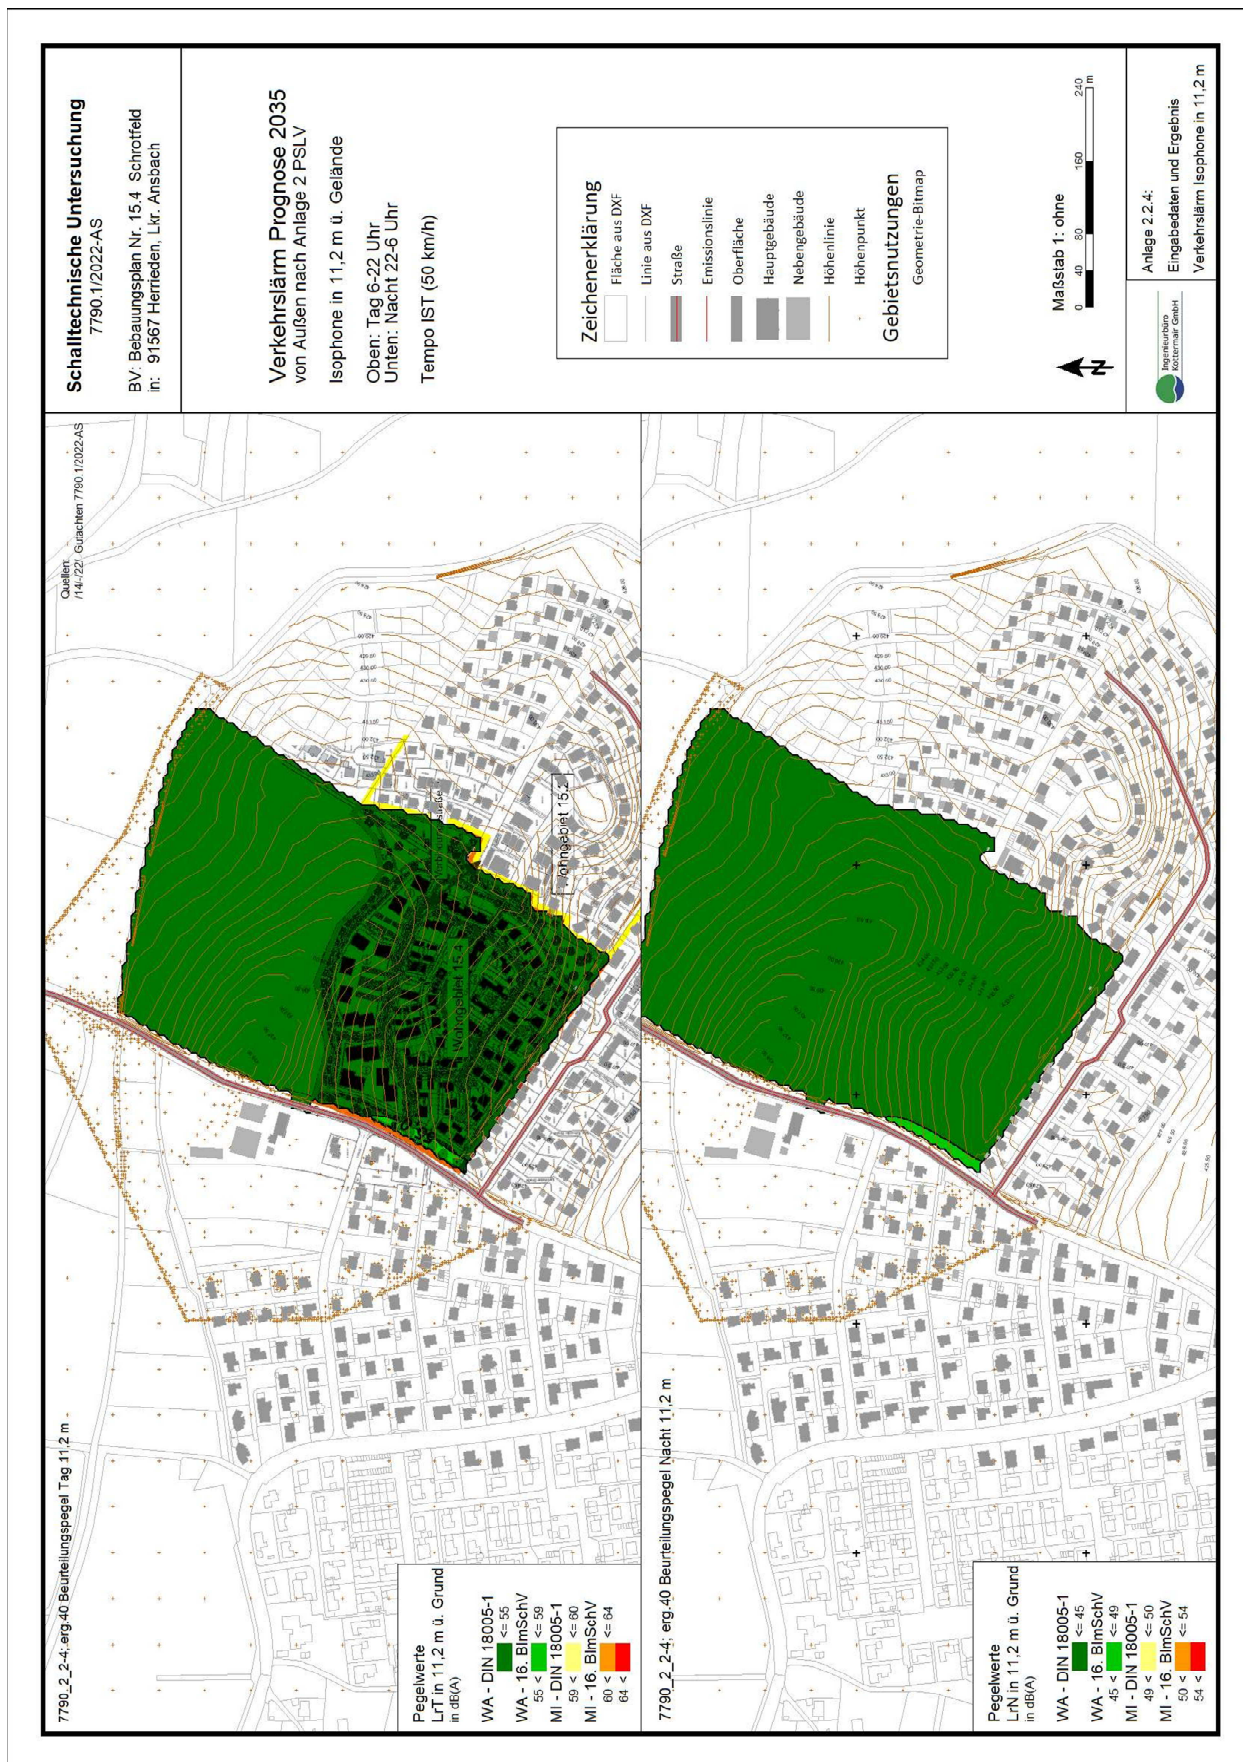 Schalltechnische Untersuchung
7790.1/2022-AS
BV: Bebauungsplan Nr. 15.4 Schrotfeld
in: 91567 Herrieden, Lkr. Ansbach
Verkehrslärm Prognose 2035
von Außen nach Anlage 2 PSLV
Isophone in 11,2 m ü. Gelände
Oben: Tag 6-22 Uhr
Unten: Nacht 22-6 Uhr
Tempo IST (50 km/h)
Zeichenerklärung
Fläche aus DXF
Linie aus DXF
Straße
Emissionslinie
Oberfläche
Hauptgebäude
Nebengebäude
Höhenlinie
Höhenpunkt
Gebietsnutzungen
Geometrie-Bitmap
Maßstab 1: ohne
0 40 80 160 240
m
N
Ingenieurbüro
Kottermair GmbH
Anlage 2.2.4:
Eingabedaten und Ergebnis
Verkehrslärm Isophone in 11,2 m
7790_2_2-4; erg.40 Beurteilungspegel Tag 11,2 m
Quellen:
/14/-/22/: Gutachten 7790.1/2022-AS
Wohngebiet 15.4
Wohngebiet 15.2
Pegelwerte
LrT in 11,2 m ü. Grund
in dB(A)
WA - DIN 18005-1
<= 55
WA - 16. BImSchV
55 < <= 59
MI - DIN 18005-1
59 < <= 60
MI - 16. BImSchV
60 < <= 64
64 <
7790_2_2-4; erg.40 Beurteilungspegel Nacht 11,2 m
Pegelwerte
LrN in 11,2 m ü. Grund
in dB(A)
WA - DIN 18005-1
<= 45
WA - 16. BImSchV
45 < <= 49
MI - DIN 18005-1
49 < <= 50
MI - 16. BImSchV
50 < <= 54
54 <